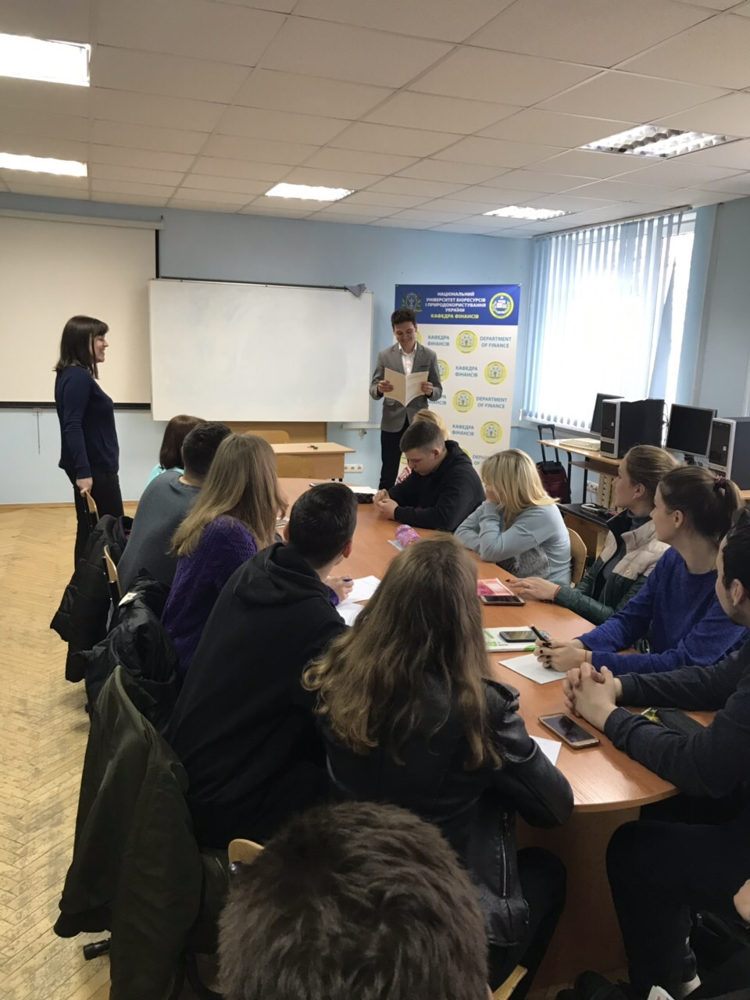 НАЦІОНАЛЬНИЙ
УНІВЕРСИТЕТ БІОРЕСУРСІВ
І ПРИРОДОКОРИСТУВАННЯ
УКРАЇНИ
КАФЕДРА ФІНАНСІВ
КАФЕДРА
ФІНАНСІВ
DEPARTMENT
OF FINANCE
КАФЕДРА
ФІНАНСІВ
DEPARTMENT
OF FINANCE
КАФЕДРА
ФІНАНСІВ
DEPARTMENT